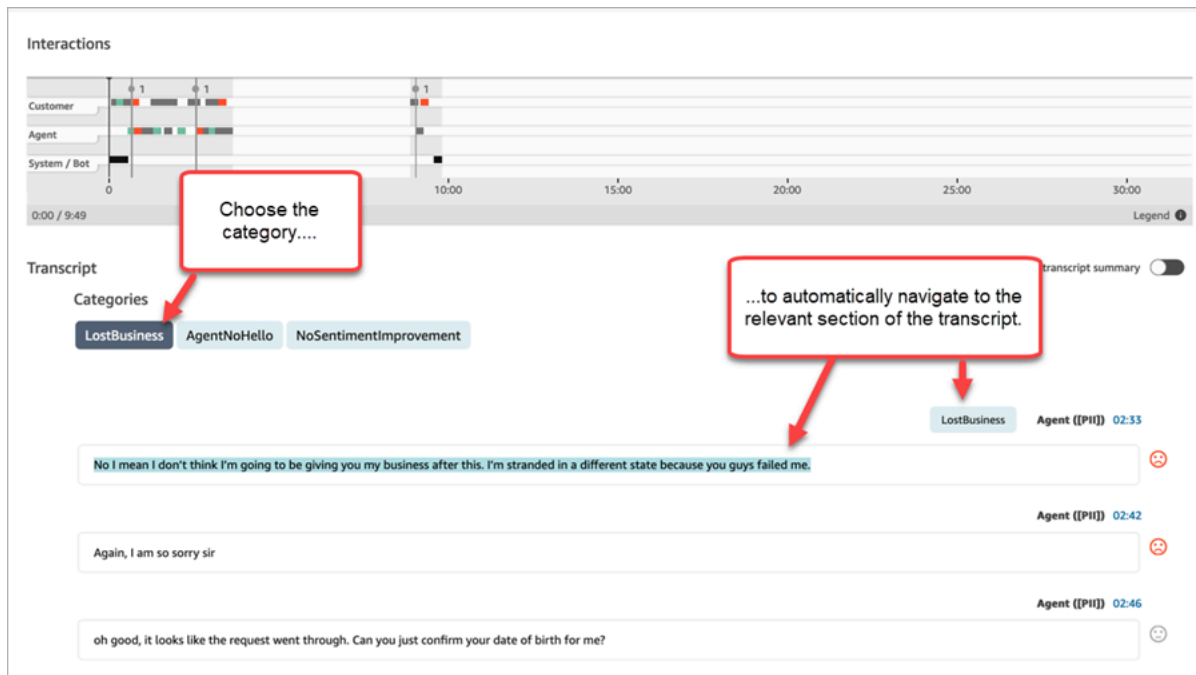 Interactions
1 1 1
Customer
Agent
System / Bot
0 10:00 15:00 20:00 25:00 30:00
0:00 / 9:49 Legend
Choose the
category....
Transcript
transcript summary
Categories
...to automatically navigate to the
relevant section of the transcript.
LostBusiness AgentNoHello NoSentimentImprovement
LostBusiness Agent ([PII]) 02:33
No I mean I don't think I'm going to be giving you my business after this. I'm stranded in a different state because you guys failed me.
Agent ([PII]) 02:42
Again, I am so sorry sir
Agent ([PII]) 02:46
oh good, it looks like the request went through. Can you just confirm your date of birth for me?